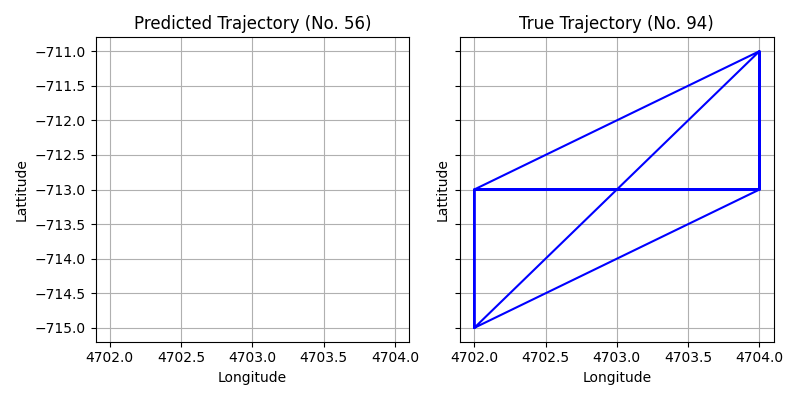 Predicted Trajectory (No. 56)
Lattitude
−711.0
−711.5
−712.0
−712.5
−713.0
−713.5
−714.0
−714.5
−715.0
4702.0 4702.5 4703.0 4703.5 4704.0
Longitude
True Trajectory (No. 94)
Lattitude
4702.0 4702.5 4703.0 4703.5 4704.0
Longitude